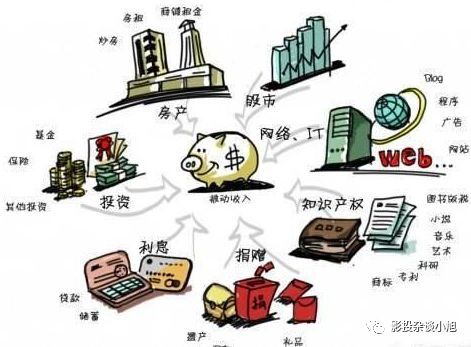 房租
商铺租金
炒房
房产
股市
Blog
程序
广告
网站
网络、IT
web...
基金
保险
其他投资
投资
$
被动收入
知识产权
图书版税
小说
音乐
艺术
科研
专利
商标
利息
贷款
储蓄
捐赠
捐
遗产
礼品
影投杂谈小旭